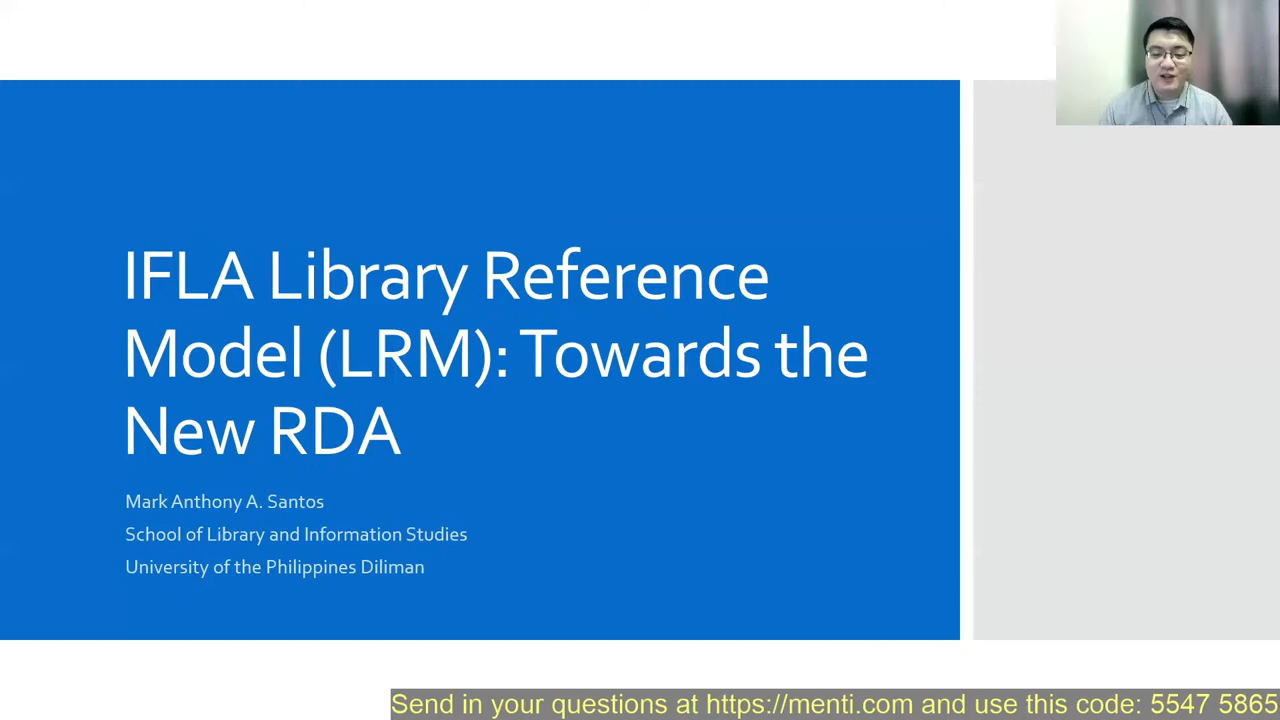 IFLA Library Reference
Model (LRM): Towards the
New RDA
Mark Anthony A. Santos
School of Library and Information Studies
University of the Philippines Diliman
Send in your questions at https://menti.com and use this code: 5547 5865